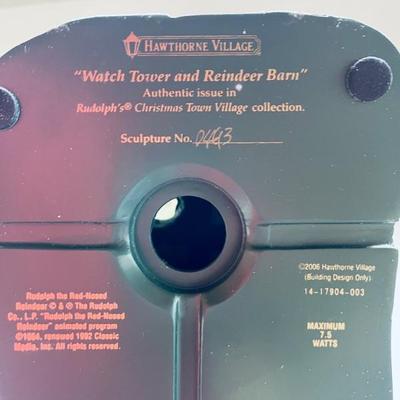 HAWTHORNE VILLAGE
"Watch Tower and Reindeer Barn"
Authentic issue in
Rudolph's® Christmas Town Village collection.
Sculpture No.
©2006 Hawthorne Village
(Building Design Only)
14-17904-003
Rudolph the Red-Nosed
Reindeer © & ® The Rudolph
Co., L.P. "Rudolph the Red-Nosed
Reindeer" animated program
©1964, renewed 1992 Classic
Media, Inc. All rights reserved.
MAXIMUM
7.5
WATTS